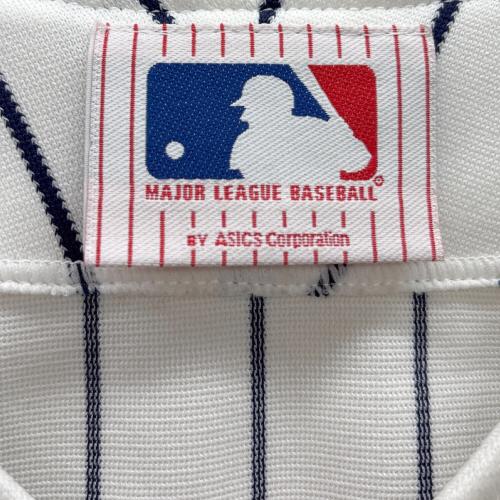 MAJOR LEAGUE BASEBALL®
BY ASICS Corporation